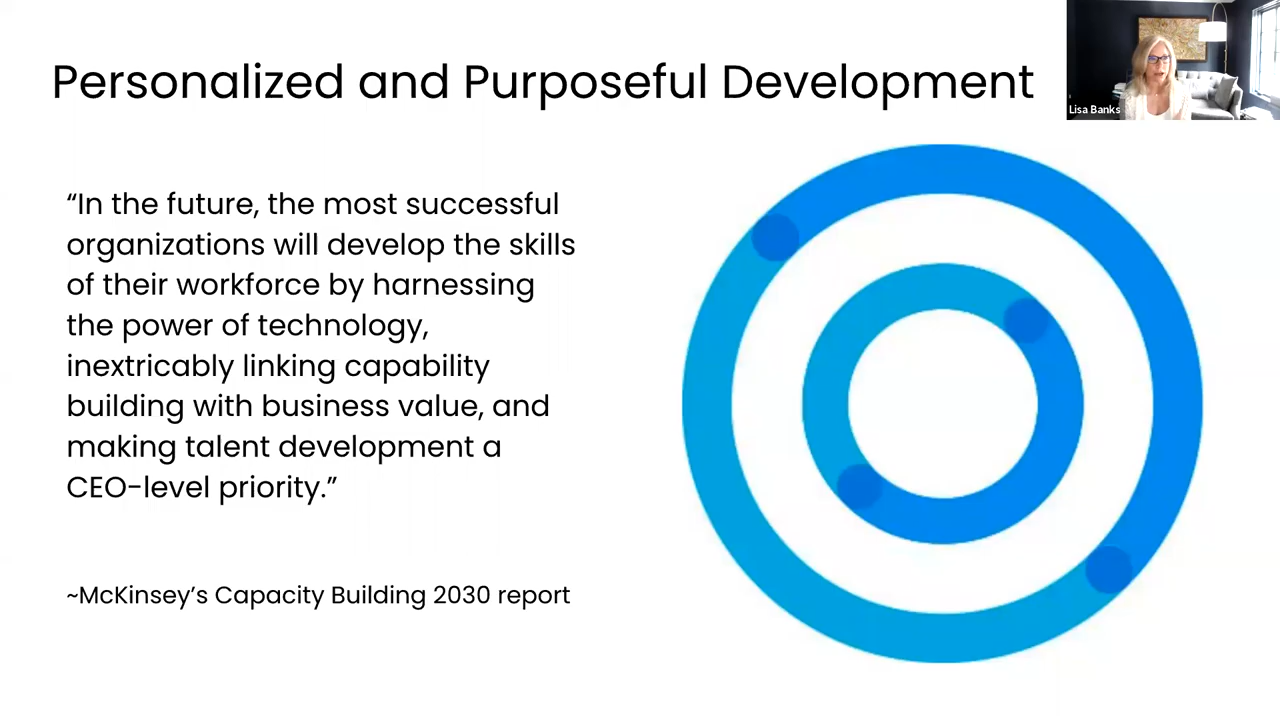 Personalized and Purposeful Development
Lisa Banks
“In the future, the most successful
organizations will develop the skills
of their workforce by harnessing
the power of technology,
inextricably linking capability
building with business value, and
making talent development a
CEO-level priority.”
~McKinsey’s Capacity Building 2030 report